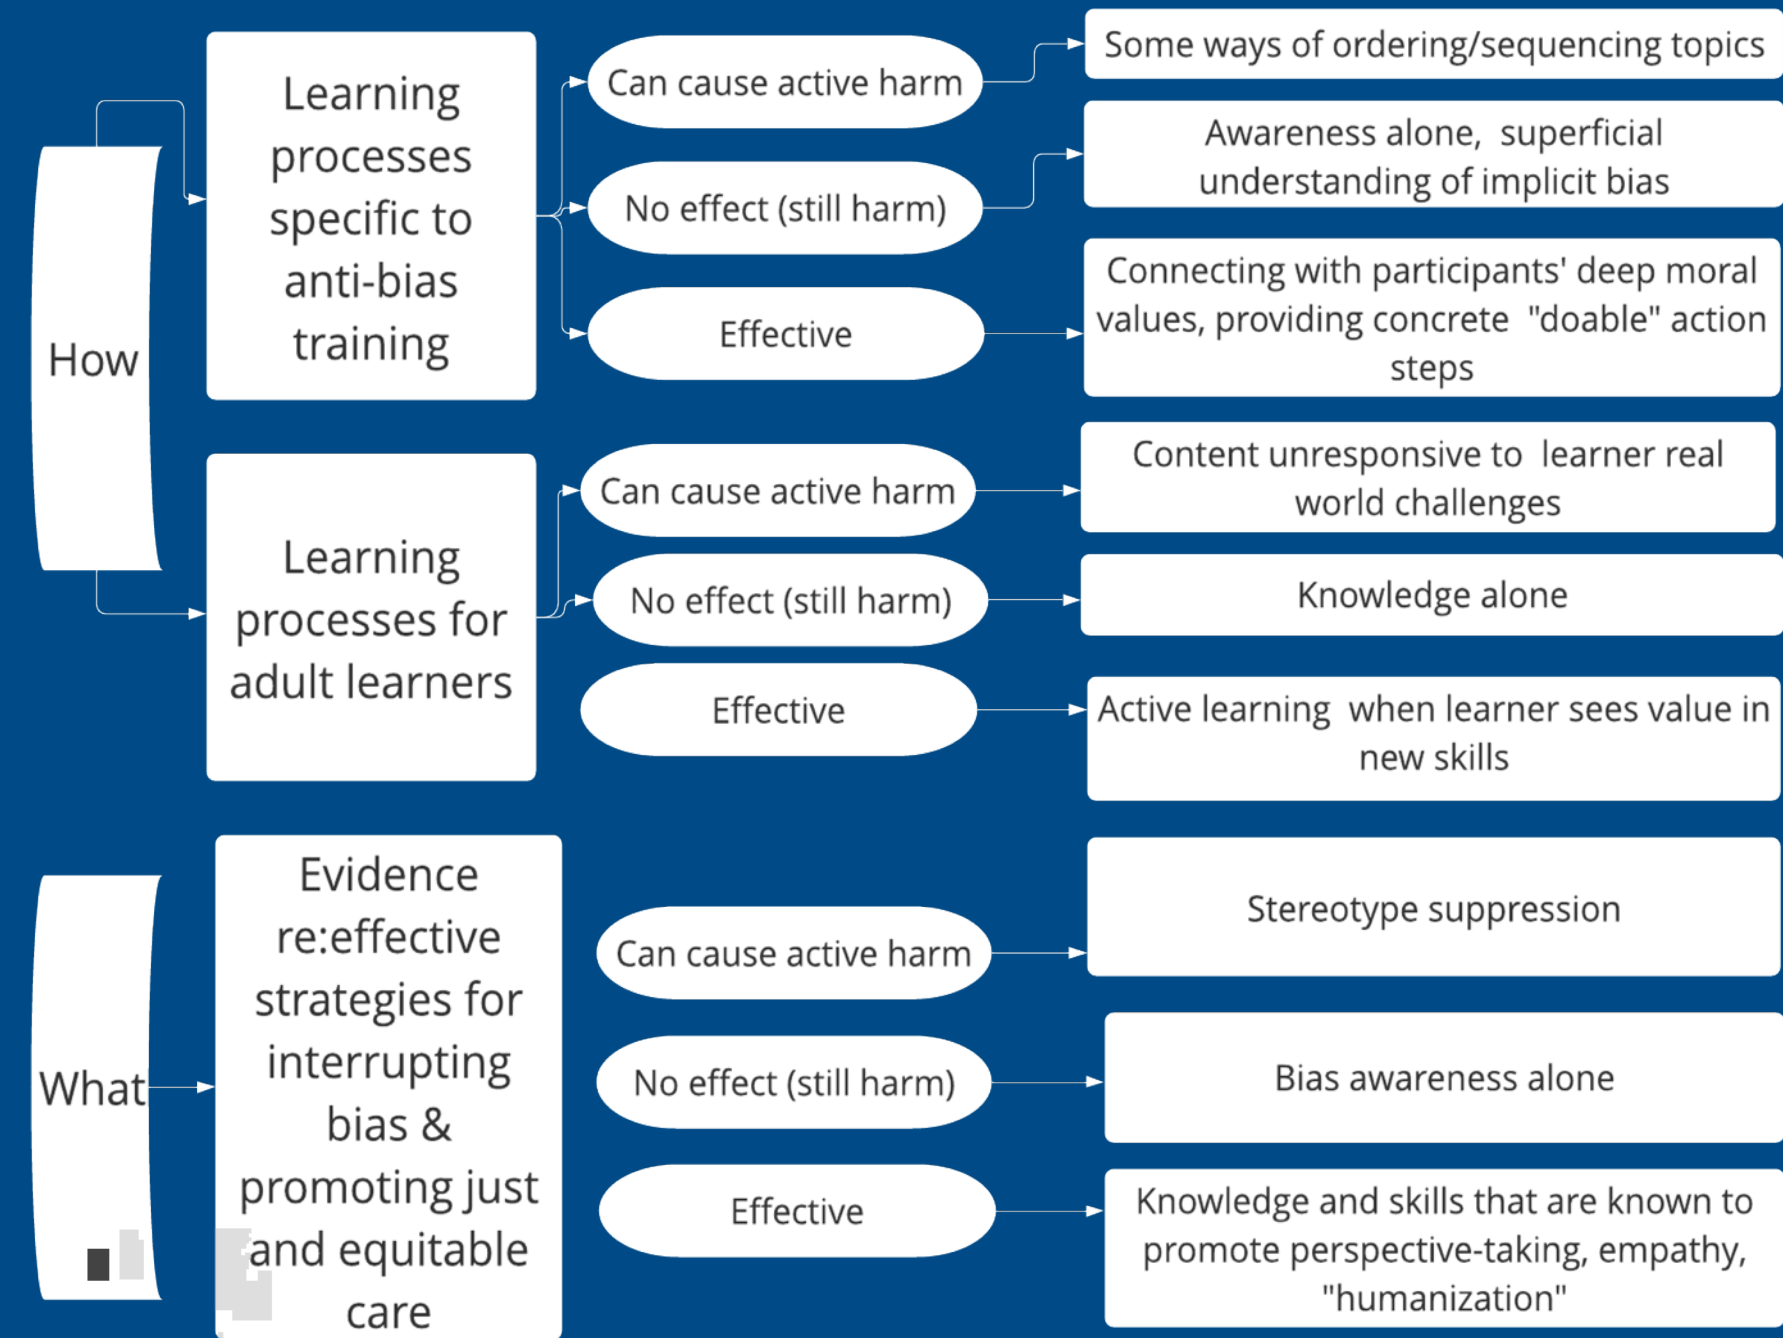 How
Learning
processes
specific to
anti-bias
training
Can cause active harm
Some ways of ordering/sequencing topics
No effect (still harm)
Awareness alone, superficial
understanding of implicit bias
Effective
Connecting with participants' deep moral
values, providing concrete "doable" action
steps
Learning
processes for
adult learners
Can cause active harm
Content unresponsive to learner real
world challenges
No effect (still harm)
Knowledge alone
Effective
Active learning when learner sees value in
new skills
What
Evidence
re:effective
strategies for
interrupting
bias &
promoting just
and equitable
care
Can cause active harm
Stereotype suppression
No effect (still harm)
Bias awareness alone
Effective
Knowledge and skills that are known to
promote perspective-taking, empathy,
"humanization"